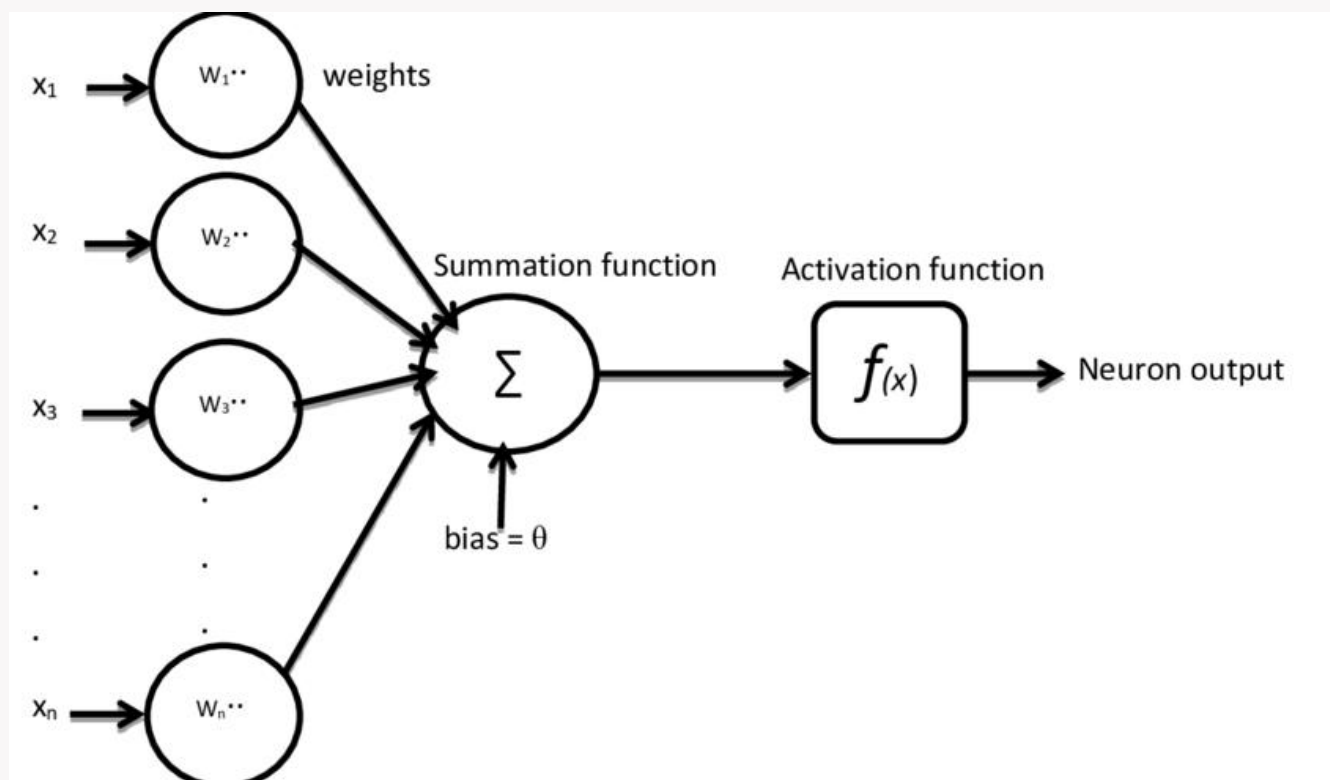 x₁
W₁··
weights
x₂
W₂··
Summation function
Activation function
x₃
W₃··
∑
f(x)
Neuron output
.
.
bias = θ
.
.
.
.
xₙ
Wₙ··